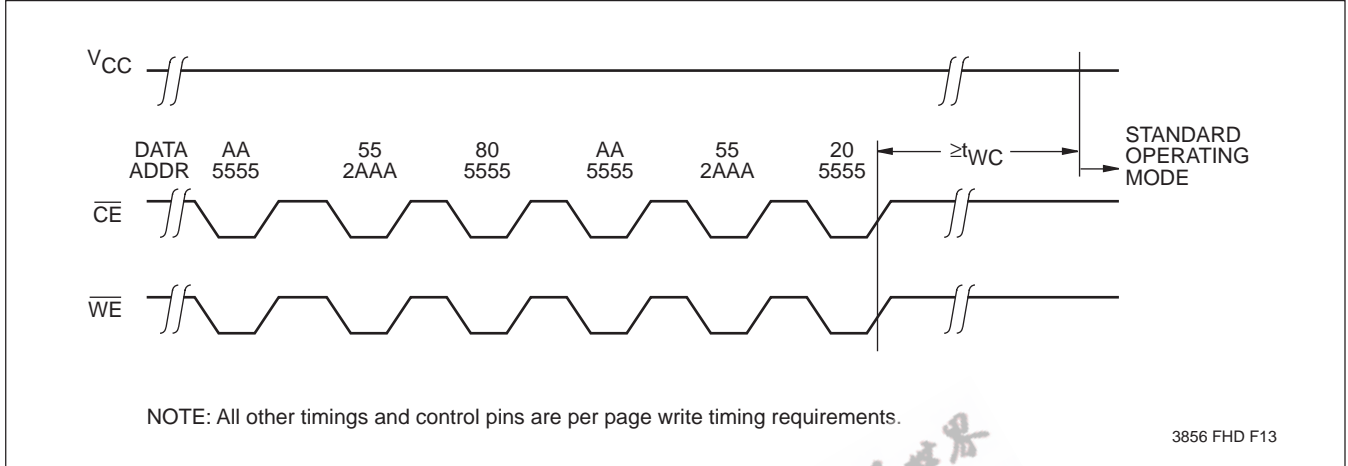 VCC
DATA AA 55 80 AA 55 20
ADDR 5555 2AAA 5555 5555 2AAA 5555
≥tWC
STANDARD
OPERATING
MODE
CE
WE
NOTE: All other timings and control pins are per page write timing requirements.
3856 FHD F13